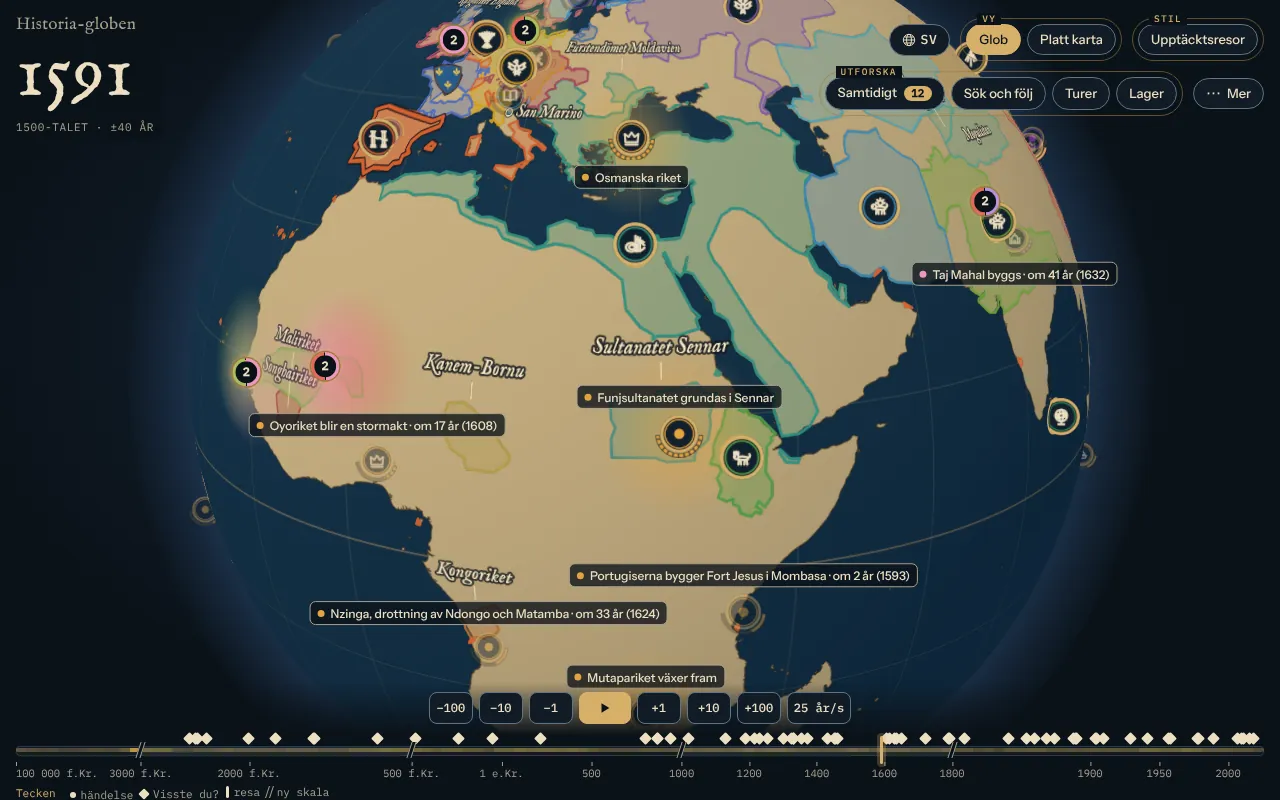 Historia-globen
1591
1500-TALET · ±40 ÅR
SV
VY
Glob
Platt karta
STIL
Upptäcktsresor
UTFORSKA
Samtidigt 12
Sök och följ
Turer
Lager
··· Mer
2
2
Furstendömet Moldavien
San Marino
H
Osmanska riket
2
Taj Mahal byggs · om 41 år (1632)
Maliriket
Songhairiket
2
2
Kanem-Bornu
Sultanatet Sennar
Funjsultanatet grundas i Sennar
Oyoriket blir en stormakt · om 17 år (1608)
Kongoriket
Portugiserna bygger Fort Jesus i Mombasa · om 2 år (1593)
Nzinga, drottning av Ndongo och Matamba · om 33 år (1624)
Mutapariket växer fram
−100 −10 −1 +1 +10 +100 25 år/s
100 000 f.Kr. 3000 f.Kr. 2000 f.Kr. 500 f.Kr. 1 e.Kr. 500 1000 1200 1400 1600 1800 1900 1950 2000
Tecken händelse Visste du? resa // ny skala